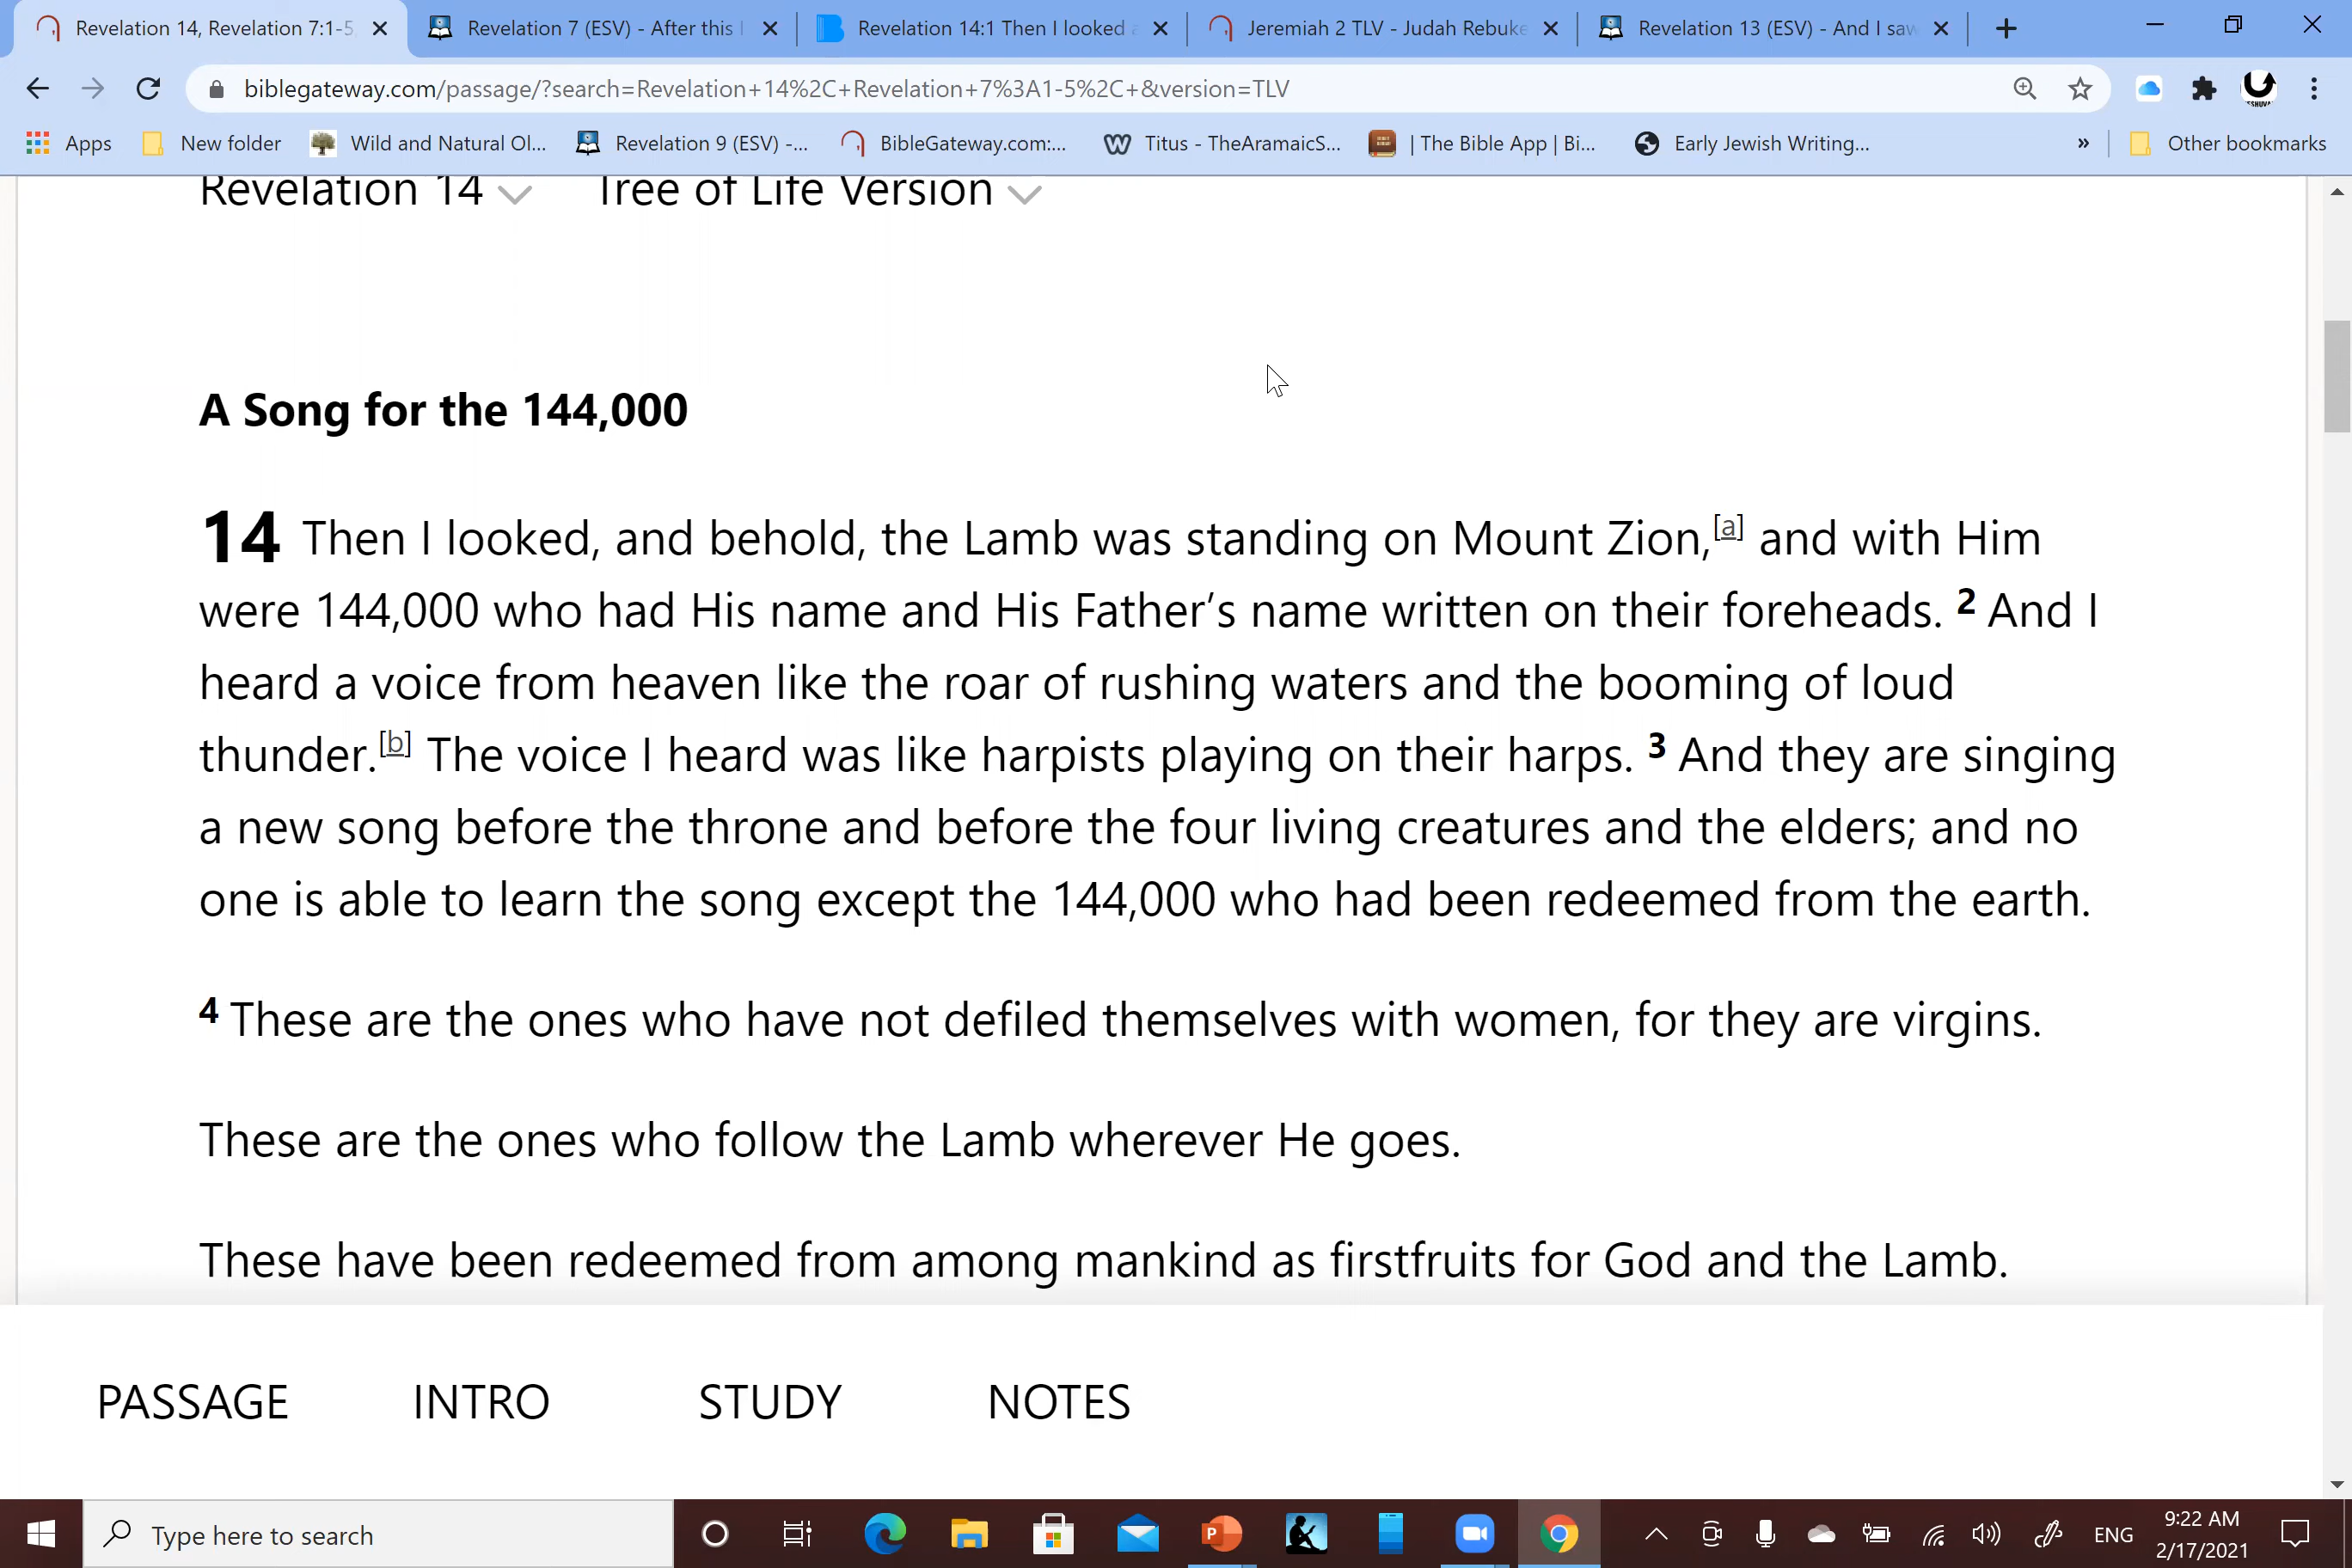 Revelation 14, Revelation 7:1-5
Revelation 7 (ESV) - After this I
Revelation 14:1 Then I looked a
Jeremiah 2 TLV - Judah Rebuke
Revelation 13 (ESV) - And I saw
biblegateway.com/passage/?search=Revelation+14%2C+Revelation+7%3A1-5%2C+&version=TLV
Apps
New folder
Wild and Natural Ol...
Revelation 9 (ESV) -...
BibleGateway.com:...
Titus - TheAramaicS...
| The Bible App | Bi...
Early Jewish Writing...
»
Other bookmarks
Revelation 14 Tree of Life Version
A Song for the 144,000
14 Then I looked, and behold, the Lamb was standing on Mount Zion,[a] and with Him
were 144,000 who had His name and His Father’s name written on their foreheads. 2 And I
heard a voice from heaven like the roar of rushing waters and the booming of loud
thunder.[b] The voice I heard was like harpists playing on their harps. 3 And they are singing
a new song before the throne and before the four living creatures and the elders; and no
one is able to learn the song except the 144,000 who had been redeemed from the earth.
4 These are the ones who have not defiled themselves with women, for they are virgins.
These are the ones who follow the Lamb wherever He goes.
These have been redeemed from among mankind as firstfruits for God and the Lamb.
PASSAGE INTRO STUDY NOTES
Type here to search
ENG
9:22 AM
2/17/2021